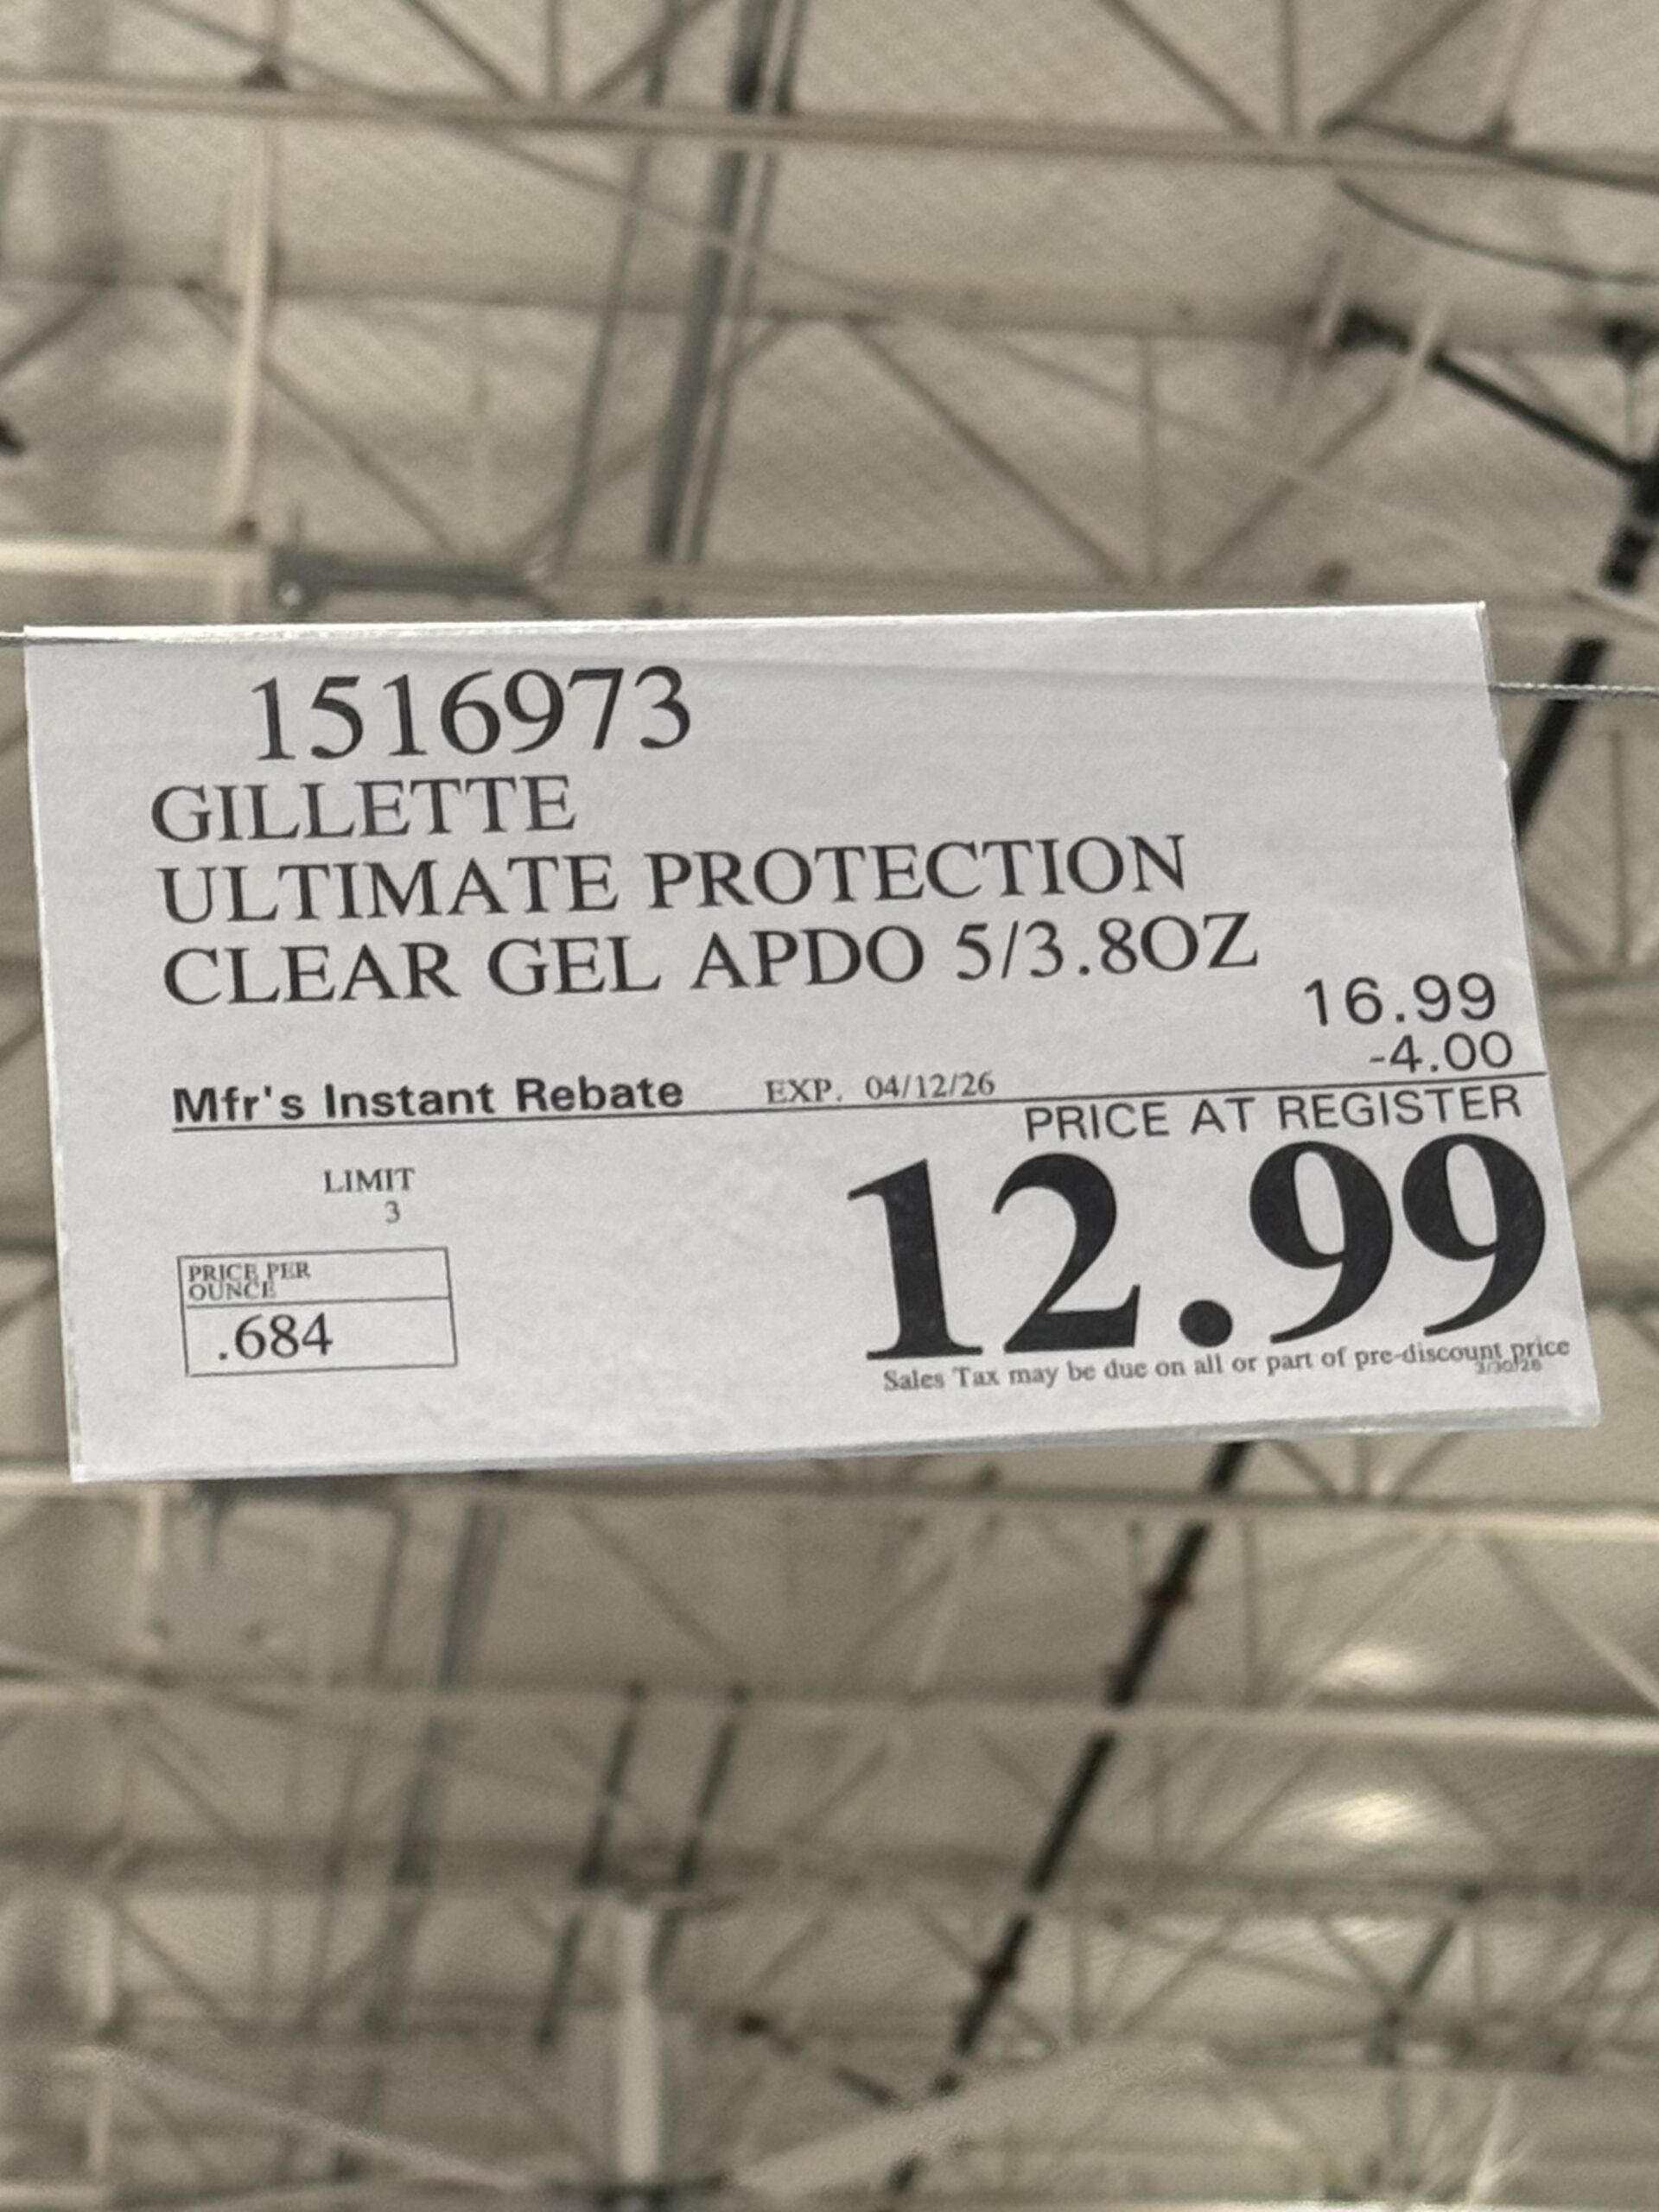 1516973
GILLETTE
ULTIMATE PROTECTION
CLEAR GEL APDO 5/3.8OZ
16.99
-4.00
Mfr's Instant Rebate EXP. 04/12/26
PRICE AT REGISTER
12.99
LIMIT
3
PRICE PER
OUNCE
.684
Sales Tax may be due on all or part of pre-discount price
3/30/26